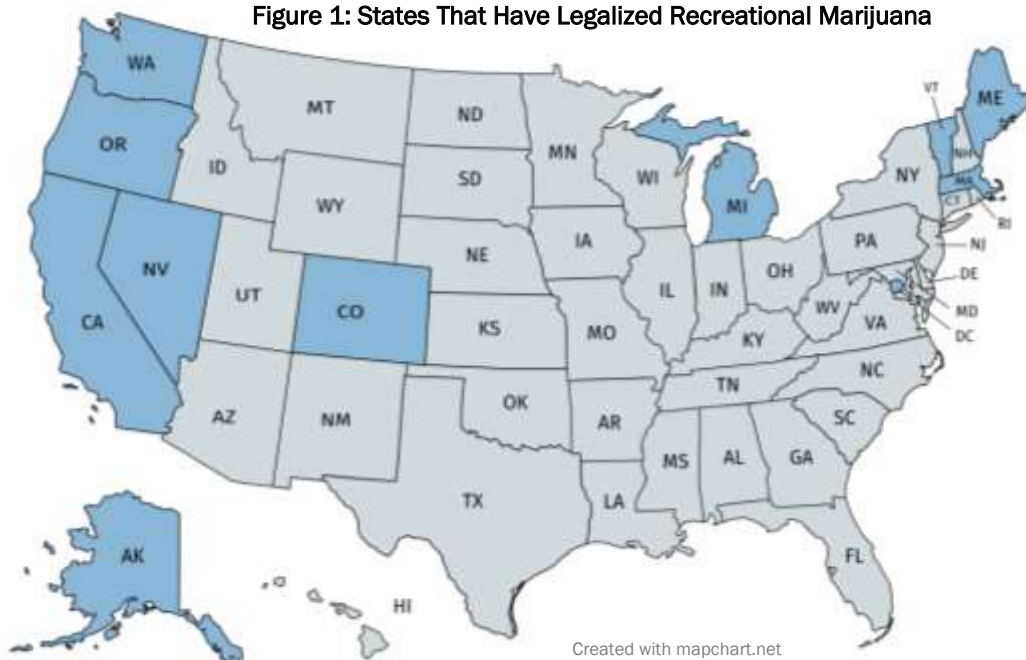 Figure 1: States That Have Legalized Recreational Marijuana
WA
MT
ND
MN
VT
ME
OR
ID
SD
WI
NY
NH
MA
WY
MI
CT
RI
IA
PA
NJ
NE
NV
UT
CO
IL
IN
OH
DE
CA
KS
MO
WV
VA
MD
KY
DC
NC
TN
AZ
NM
OK
AR
SC
MS
AL
GA
TX
LA
AK
FL
HI
Created with mapchart.net